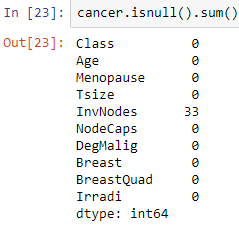 In [23]: cancer.isnull().sum()
Out[23]: Class 0
Age 0
Menopause 0
Tsize 0
InvNodes 33
NodeCaps 0
DegMalig 0
Breast 0
BreastQuad 0
Irradi 0
dtype: int64